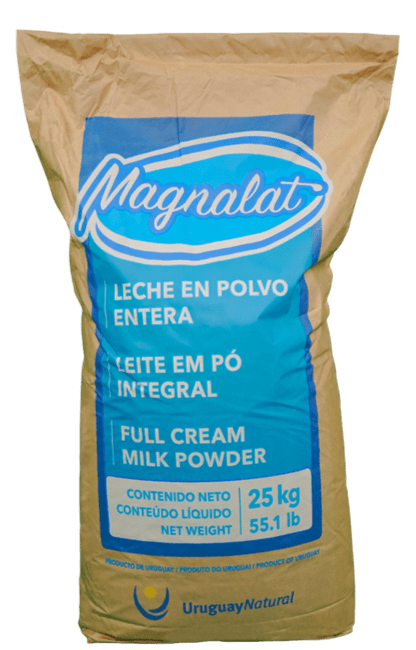 Magnalat
LECHE EN POLVO
ENTERA
LEITE EM PÓ
INTEGRAL
FULL CREAM
MILK POWDER
CONTENIDO NETO
CONTEÚDO LÍQUIDO
NET WEIGHT
25 kg
55.1 lb
PRODUCTO DE URUGUAY / PRODUTO DO URUGUAI / PRODUCT OF URUGUAY
UruguayNatural